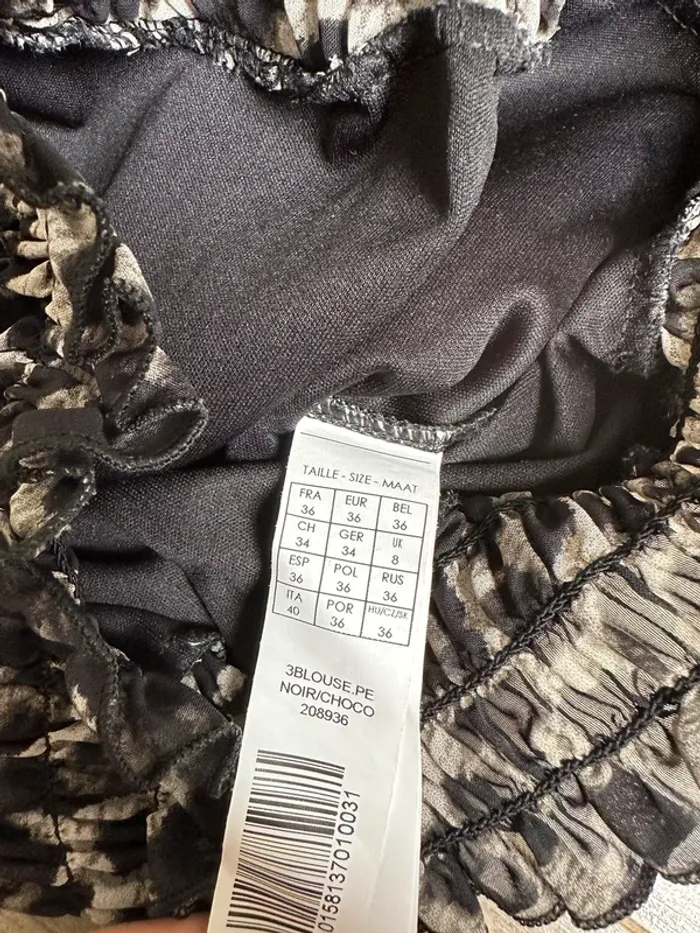 TAILLE - SIZE - MAAT
FRA EUR BEL
36 36 36
CH GER UK
34 34 8
ESP POL RUS
36 36 36
ITA POR HU/CZ/SK
40 36 36
3BLOUSE.PE
NOIR/CHOCO
208936
0158137010031